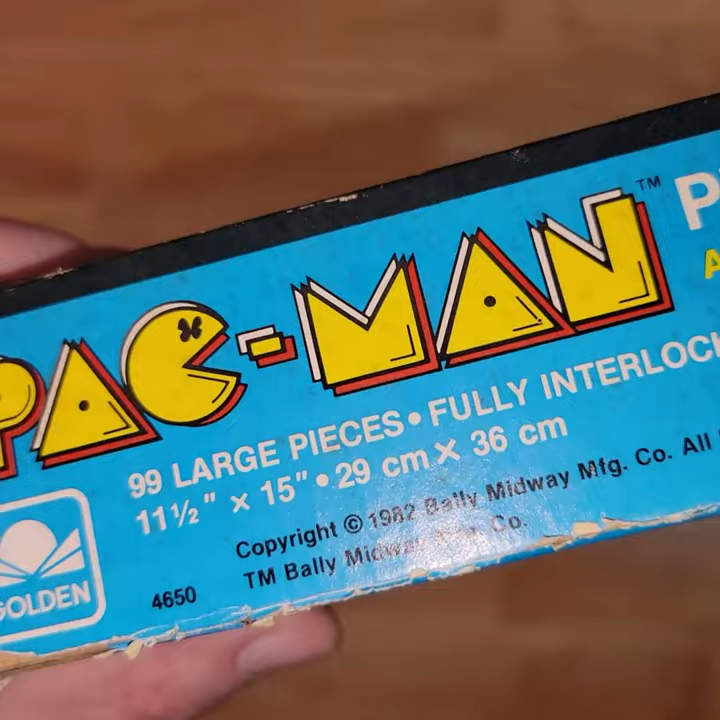 PAC-MAN™ P
A
99 LARGE PIECES • FULLY INTERLOCK
11½" x 15" • 29 cm x 36 cm
Copyright © 1982 Bally Midway Mfg. Co. All
TM Bally Midway Mfg. Co.
GOLDEN
4650